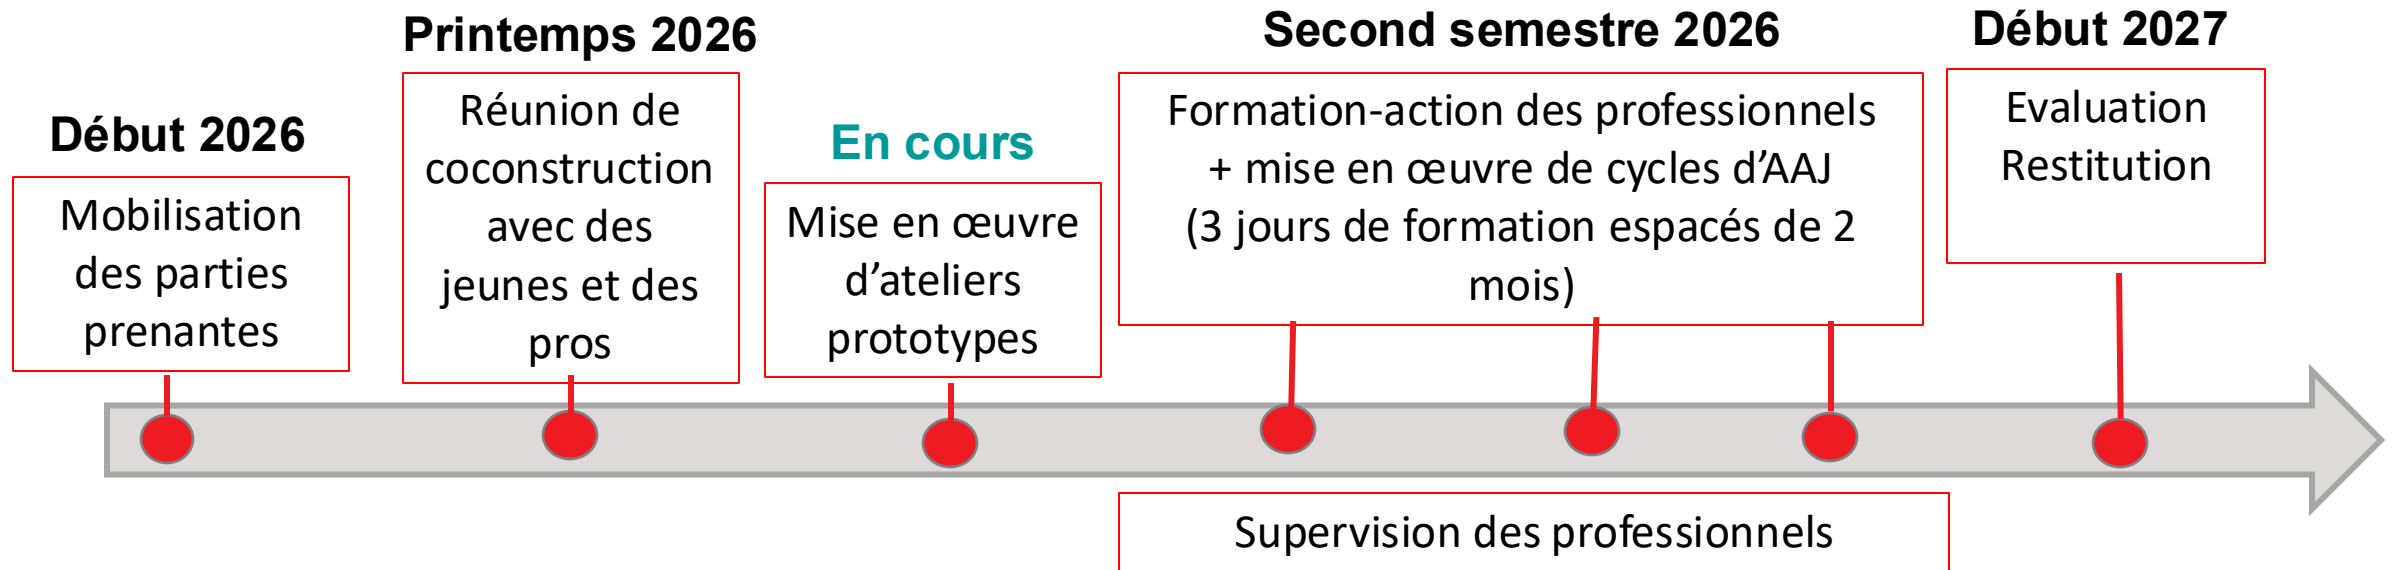 Début 2026
Mobilisation
des parties
prenantes
Printemps 2026
Réunion de
coconstruction
avec des
jeunes et des
pros
En cours
Mise en œuvre
d’ateliers
prototypes
Second semestre 2026
Formation-action des professionnels
+ mise en œuvre de cycles d’AAJ
(3 jours de formation espacés de 2
mois)
Supervision des professionnels
Début 2027
Evaluation
Restitution